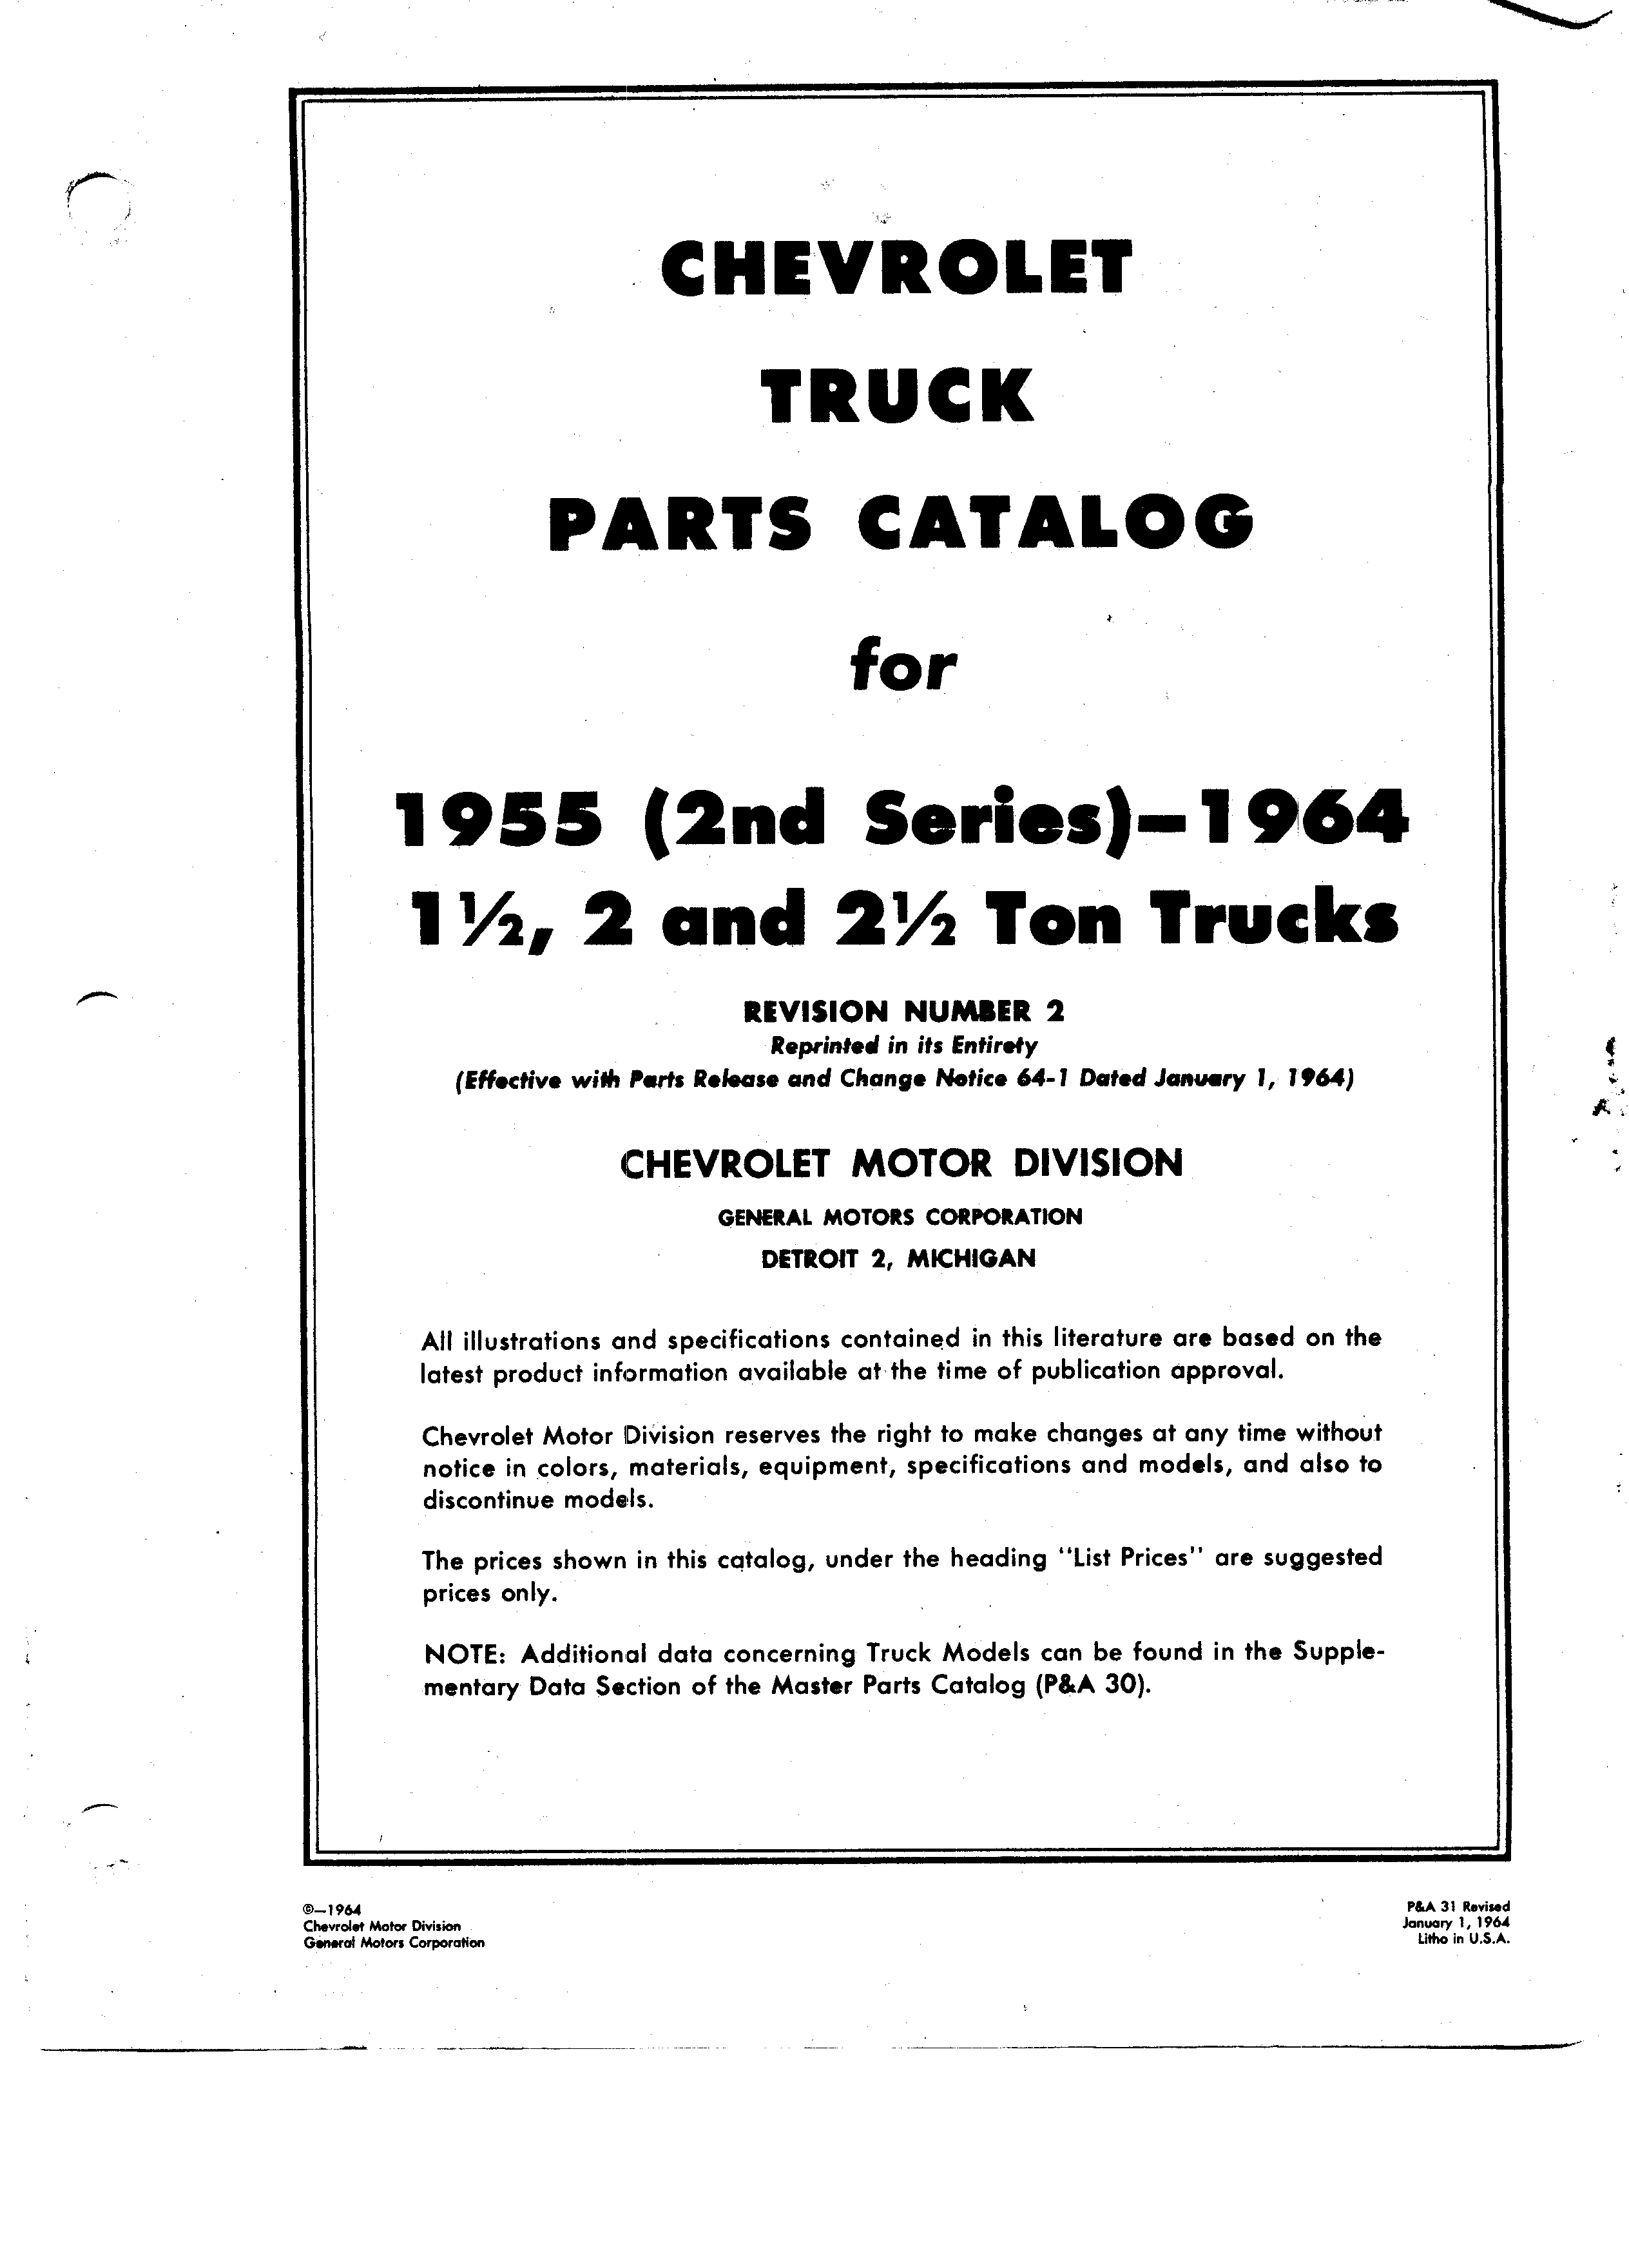 CHEVROLET
TRUCK
PARTS CATALOG
for
1955 (2nd Series)–1964
1½, 2 and 2½ Ton Trucks
REVISION NUMBER 2
Reprinted in its Entirety
(Effective with Parts Release and Change Notice 64-1 Dated January 1, 1964)
CHEVROLET MOTOR DIVISION
GENERAL MOTORS CORPORATION
DETROIT 2, MICHIGAN
All illustrations and specifications contained in this literature are based on the
latest product information available at the time of publication approval.
Chevrolet Motor Division reserves the right to make changes at any time without
notice in colors, materials, equipment, specifications and models, and also to
discontinue models.
The prices shown in this catalog, under the heading "List Prices" are suggested
prices only.
NOTE: Additional data concerning Truck Models can be found in the Supple-
mentary Data Section of the Master Parts Catalog (P&A 30).
©—1964
Chevrolet Motor Division
General Motors Corporation
P&A 31 Revised
January 1, 1964
Litho in U.S.A.